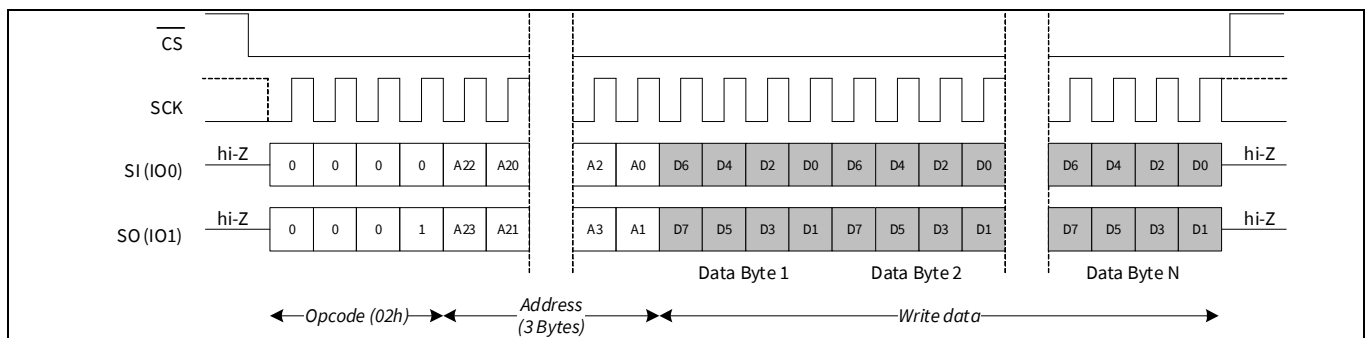 CS
SCK
hi-Z 0 0 0 0 A22 A20 A2 A0 D6 D4 D2 D0 D6 D4 D2 D0 D6 D4 D2 D0 hi-Z
SI (IO0)
hi-Z 0 0 0 1 A23 A21 A3 A1 D7 D5 D3 D1 D7 D5 D3 D1 D7 D5 D3 D1 hi-Z
SO (IO1)
Data Byte 1 Data Byte 2 Data Byte N
Opcode (02h) Address Write data
(3 Bytes)